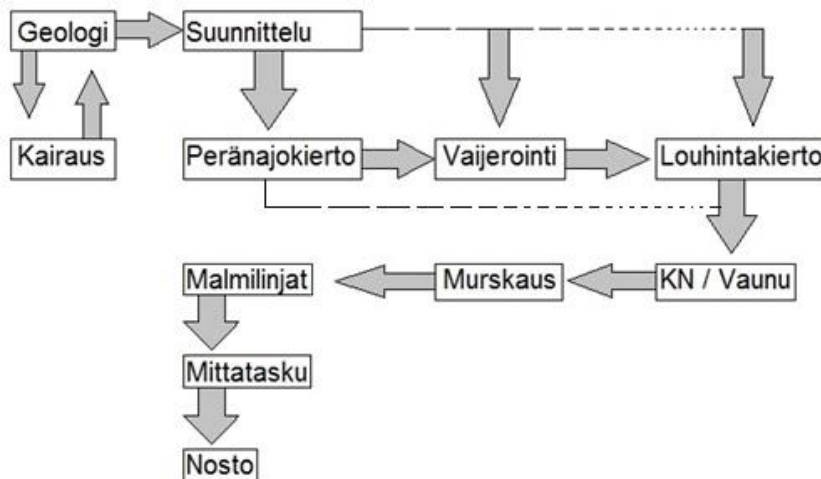 Geologi
Suunnittelu
Kairaus
Peränajokierto
Vaijerointi
Louhintakierto
Malmilinjat
Murskaus
KN / Vaunu
Mittatasku
Nosto